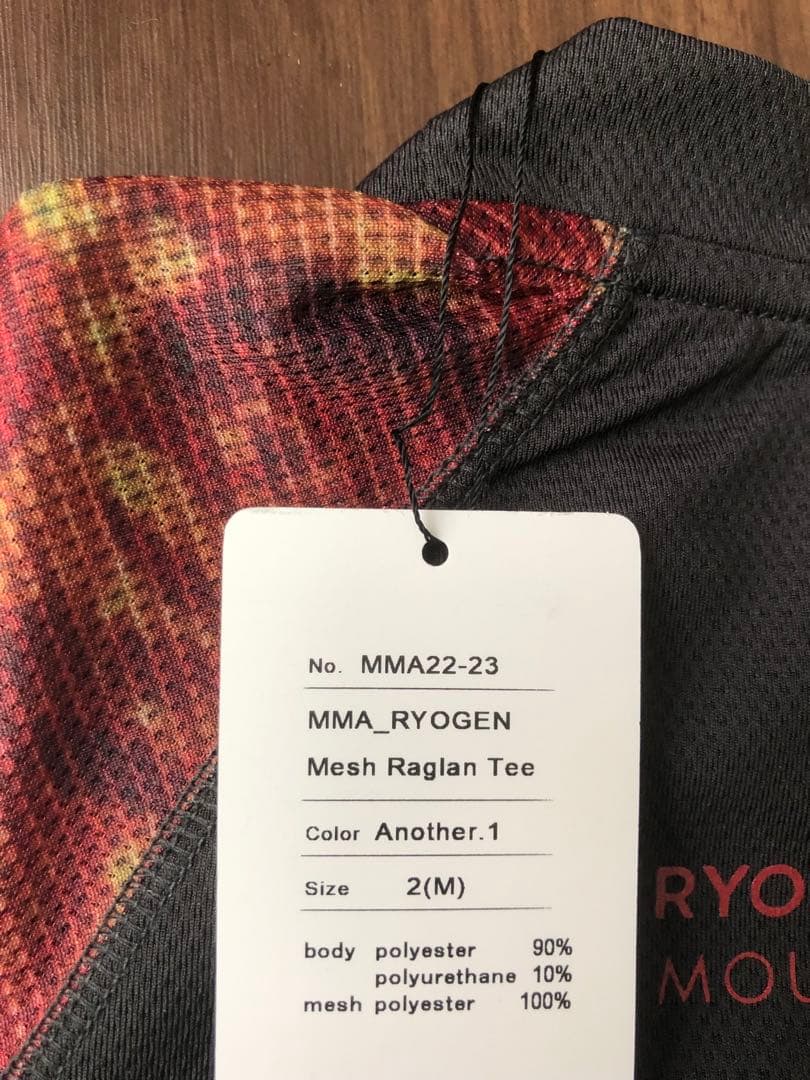 No. MMA22-23
MMA_RYOGEN
Mesh Raglan Tee
Color Another.1
Size 2(M)
body polyester 90%
polyurethane 10%
mesh polyester 100%
RYO
MOU